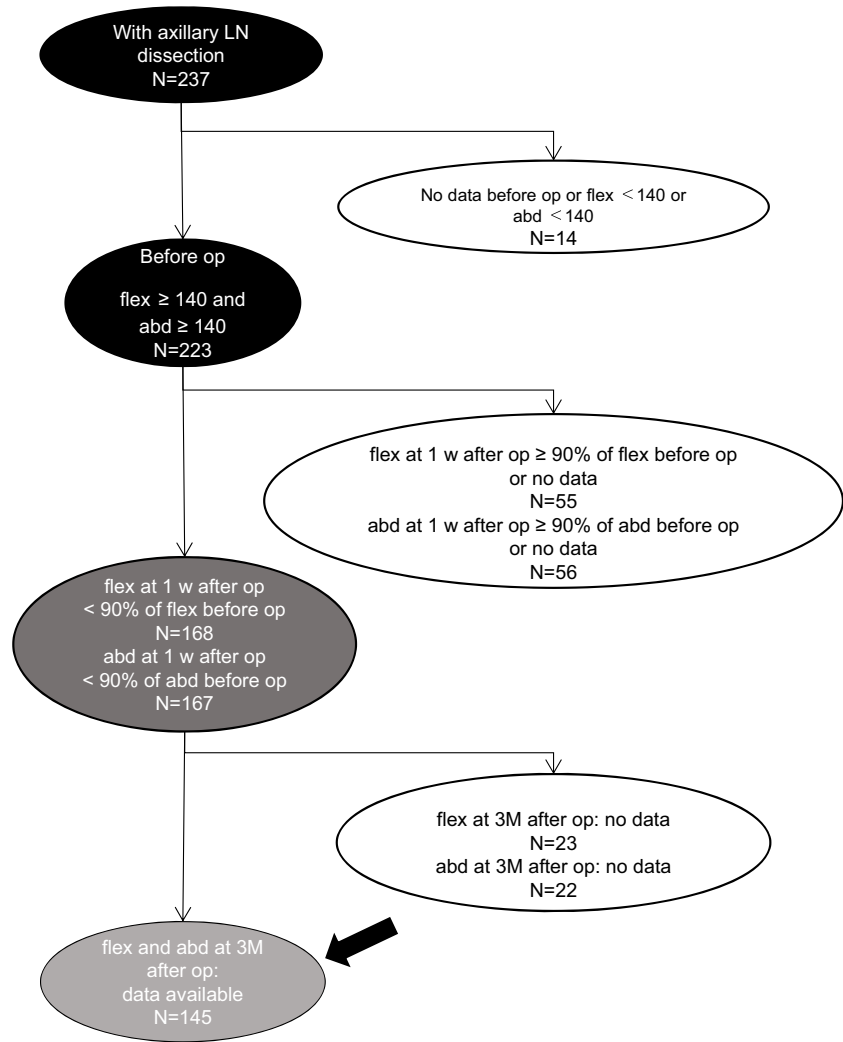 With axillary LN
dissection
N=237
No data before op or flex <140 or
abd <140
N=14
Before op
flex ≥ 140 and
abd ≥ 140
N=223
flex at 1 w after op ≥ 90% of flex before op
or no data
N=55
abd at 1 w after op ≥ 90% of abd before op
or no data
N=56
flex at 1 w after op
< 90% of flex before op
N=168
abd at 1 w after op
< 90% of abd before op
N=167
flex at 3M after op: no data
N=23
abd at 3M after op: no data
N=22
flex and abd at 3M
after op:
data available
N=145